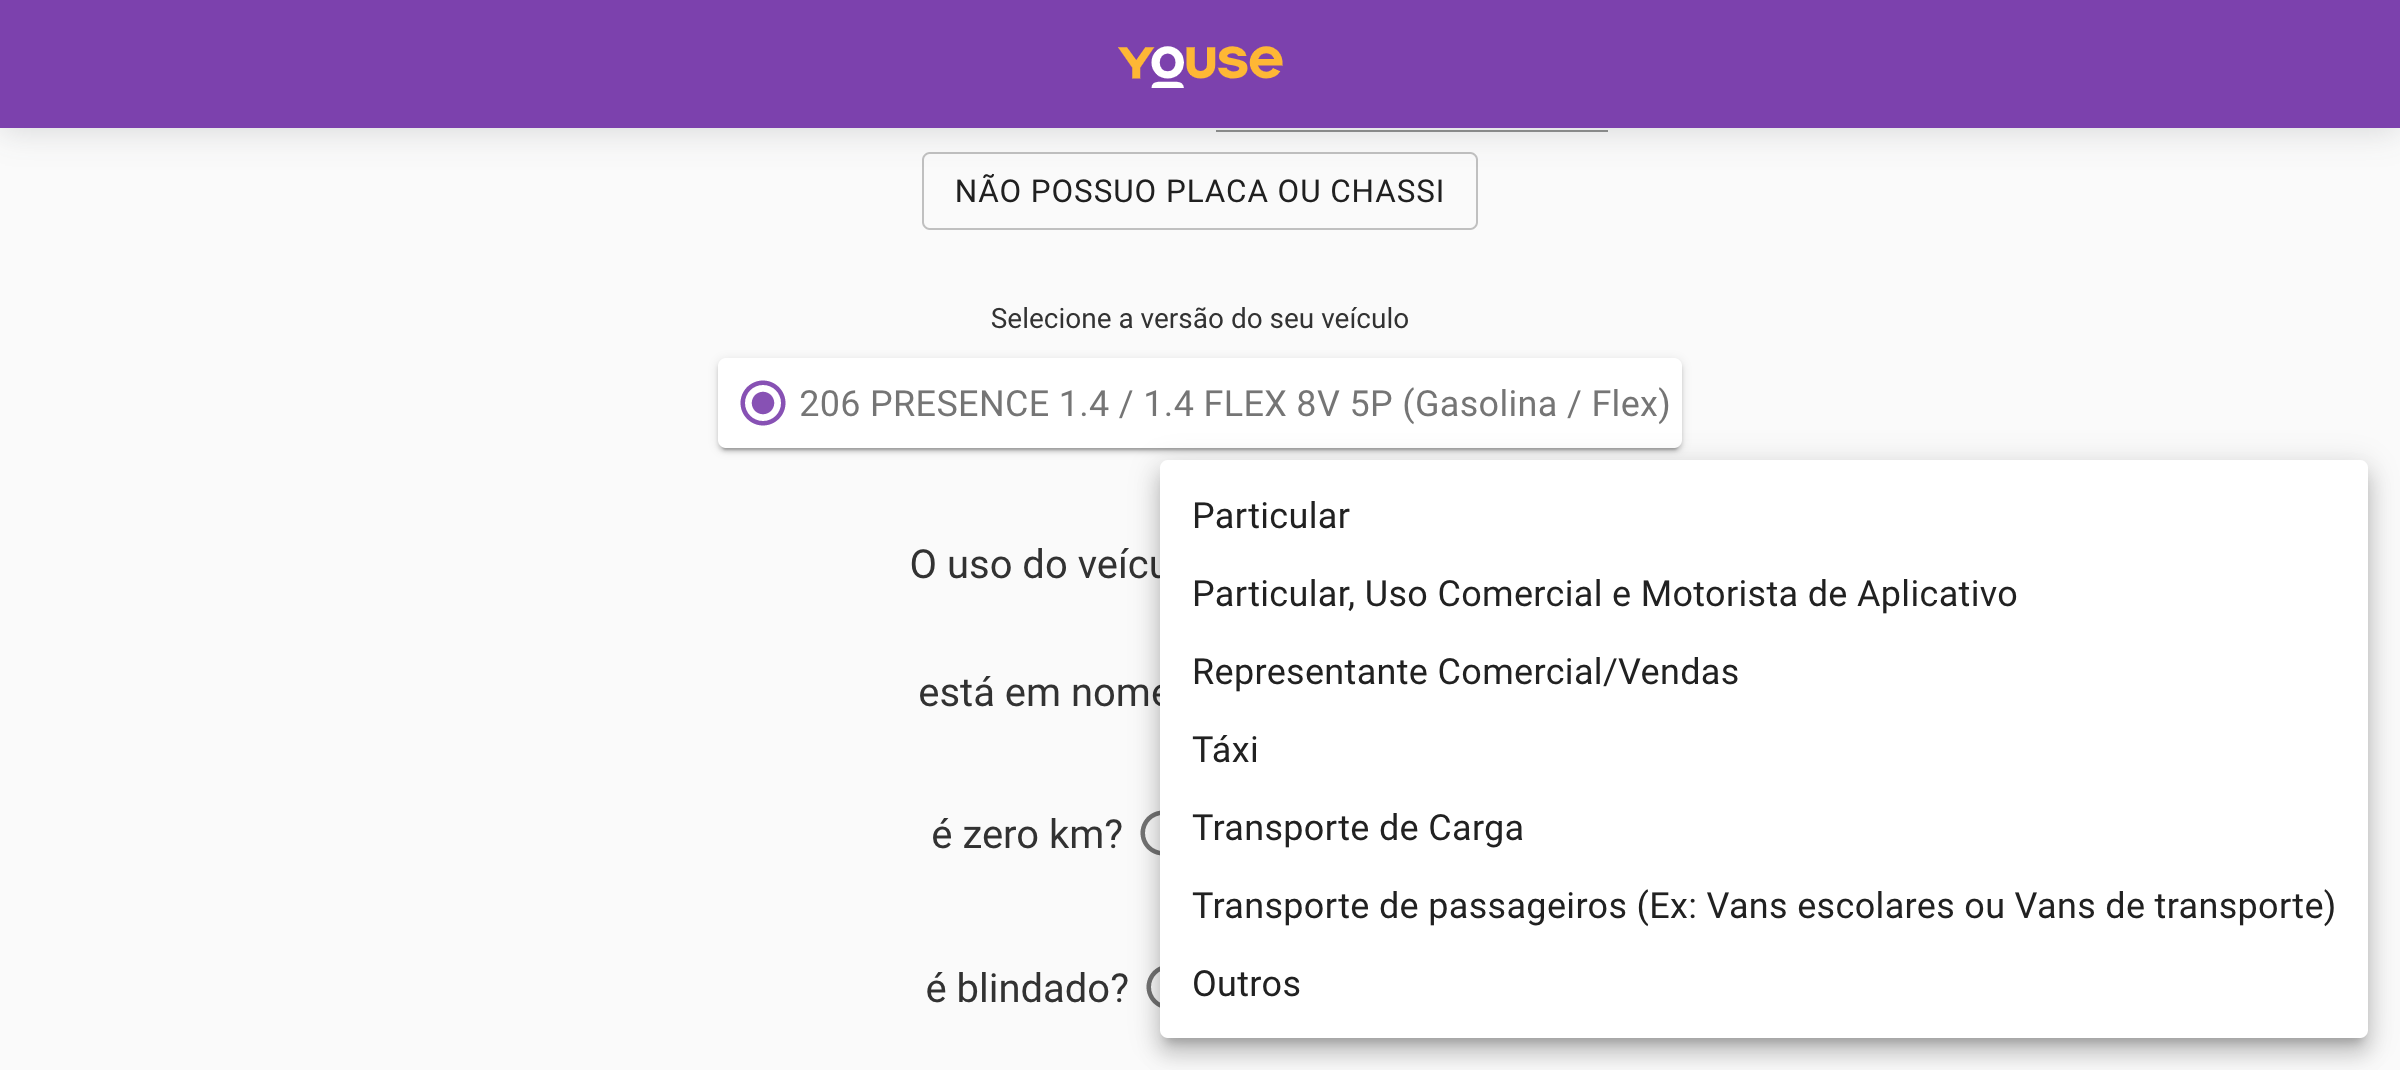 YOUSE
NÃO POSSUO PLACA OU CHASSI
Selecione a versão do seu veículo
206 PRESENCE 1.4 / 1.4 FLEX 8V 5P (Gasolina / Flex)
Particular
O uso do
Particular, Uso Comercial e Motorista de Aplicativo
Representante Comercial/Vendas
está em nome
Táxi
Transporte de Carga
é zero km?
Transporte de passageiros (Ex: Vans escolares ou Vans de transporte)
Outros
é blindado?